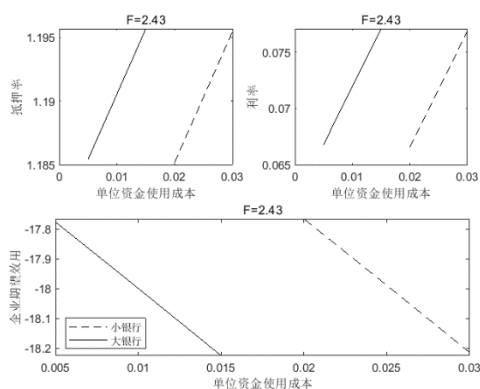 F=2.43
1.195
1.19
1.185
抵押率
0
0.01
0.02
0.03
单位资金使用成本
F=2.43
0.075
0.07
0.065
利率
0
0.01
0.02
0.03
单位资金使用成本
F=2.43
-17.8
-18
-18.1
-18.2
企业期望效用
小银行
大银行
0.005
0.01
0.015
0.02
0.025
0.03
单位资金使用成本